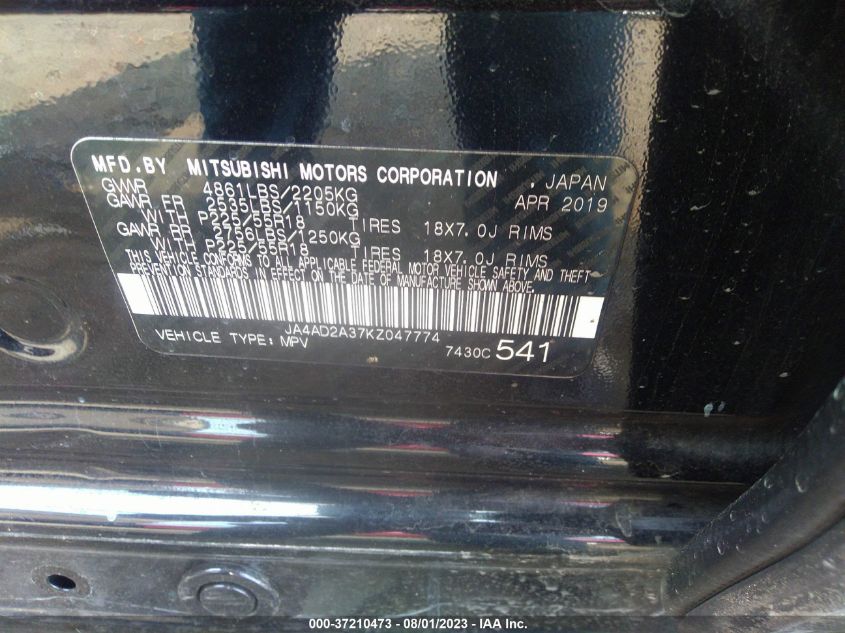 MFD.BY MITSUBISHI MOTORS CORPORATION , JAPAN
GVWR 4861LBS/2205KG APR 2019
GAWR FR 2535LBS/1150KG
WITH P225/55R18 TIRES 18X7.0J RIMS
GAWR RR 2756LBS/1250KG
WITH P225/55R18 TIRES 18X7.0J RIMS
THIS VEHICLE CONFORMS TO ALL APPLICABLE FEDERAL MOTOR VEHICLE SAFETY AND THEFT
PREVENTION STANDARDS IN EFFECT ON THE DATE OF MANUFACTURE SHOWN ABOVE.
JA4AD2A37KZ047774
VEHICLE TYPE: MPV 7430C 541
000-37210473 - 08/01/2023 - IAA Inc.